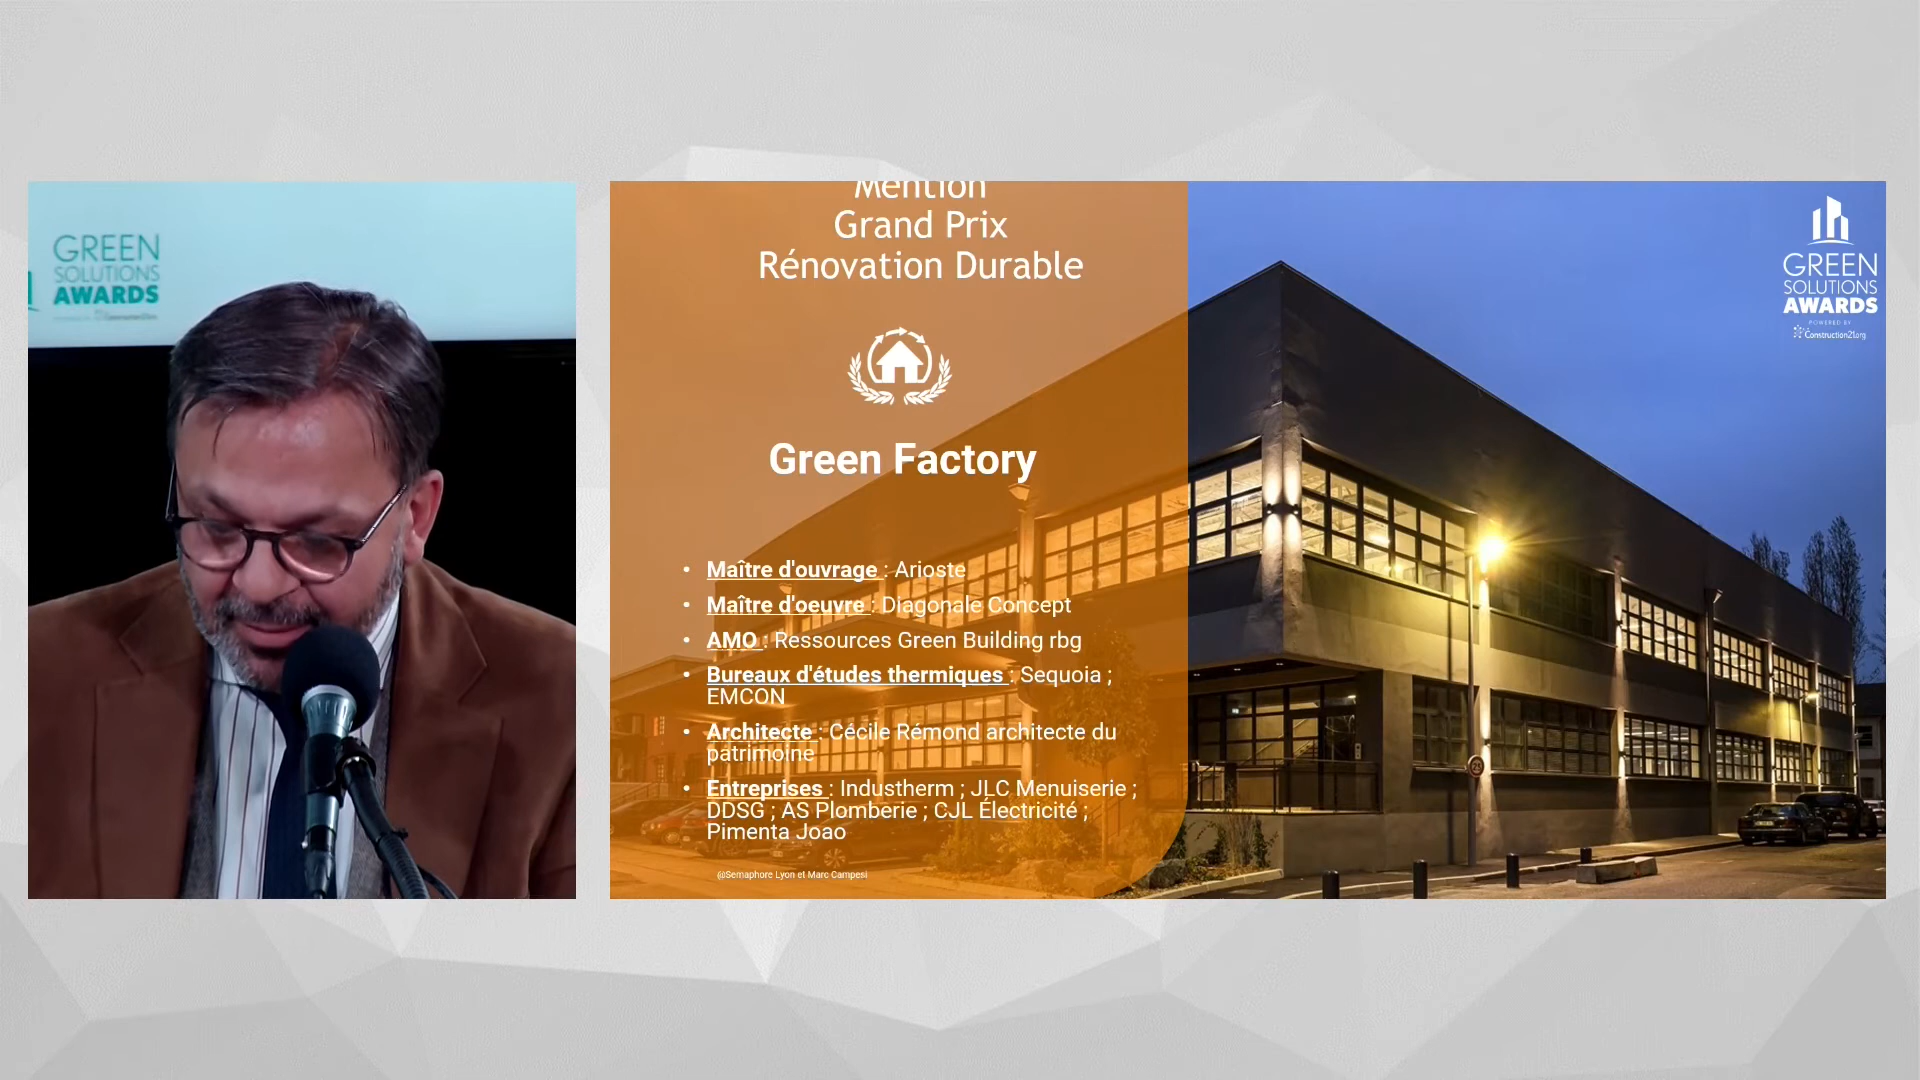 GREEN
SOLUTIONS
AWARDS
Mention
Grand Prix
Rénovation Durable
Green Factory
• Maître d'ouvrage : Arioste
• Maître d'oeuvre : Diagonale Concept
• AMO : Ressources Green Building rbg
• Bureaux d'études thermiques : Sequoia ;
EMCON
• Architecte : Cécile Rémond architecte du
patrimoine
• Entreprises : Industherm ; JLC Menuiserie ;
DDSG ; AS Plomberie ; CJL Électricité ;
Pimenta Joao
@Semaphore Lyon et Marc Campesi
GREEN
SOLUTIONS
AWARDS
POWERED BY
Construction21.org